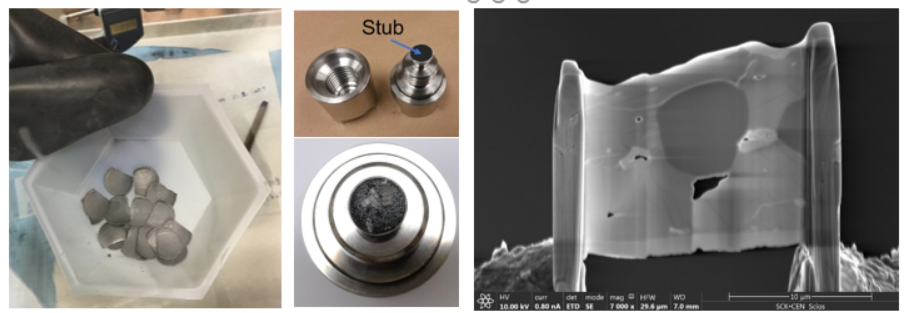 Stub
HV curr det mode mag HFW WD
10.00 kV 0.80 nA ETD SE 7 000 x 29.6 µm 7.0 mm
10 µm
SCK•CEN Scios